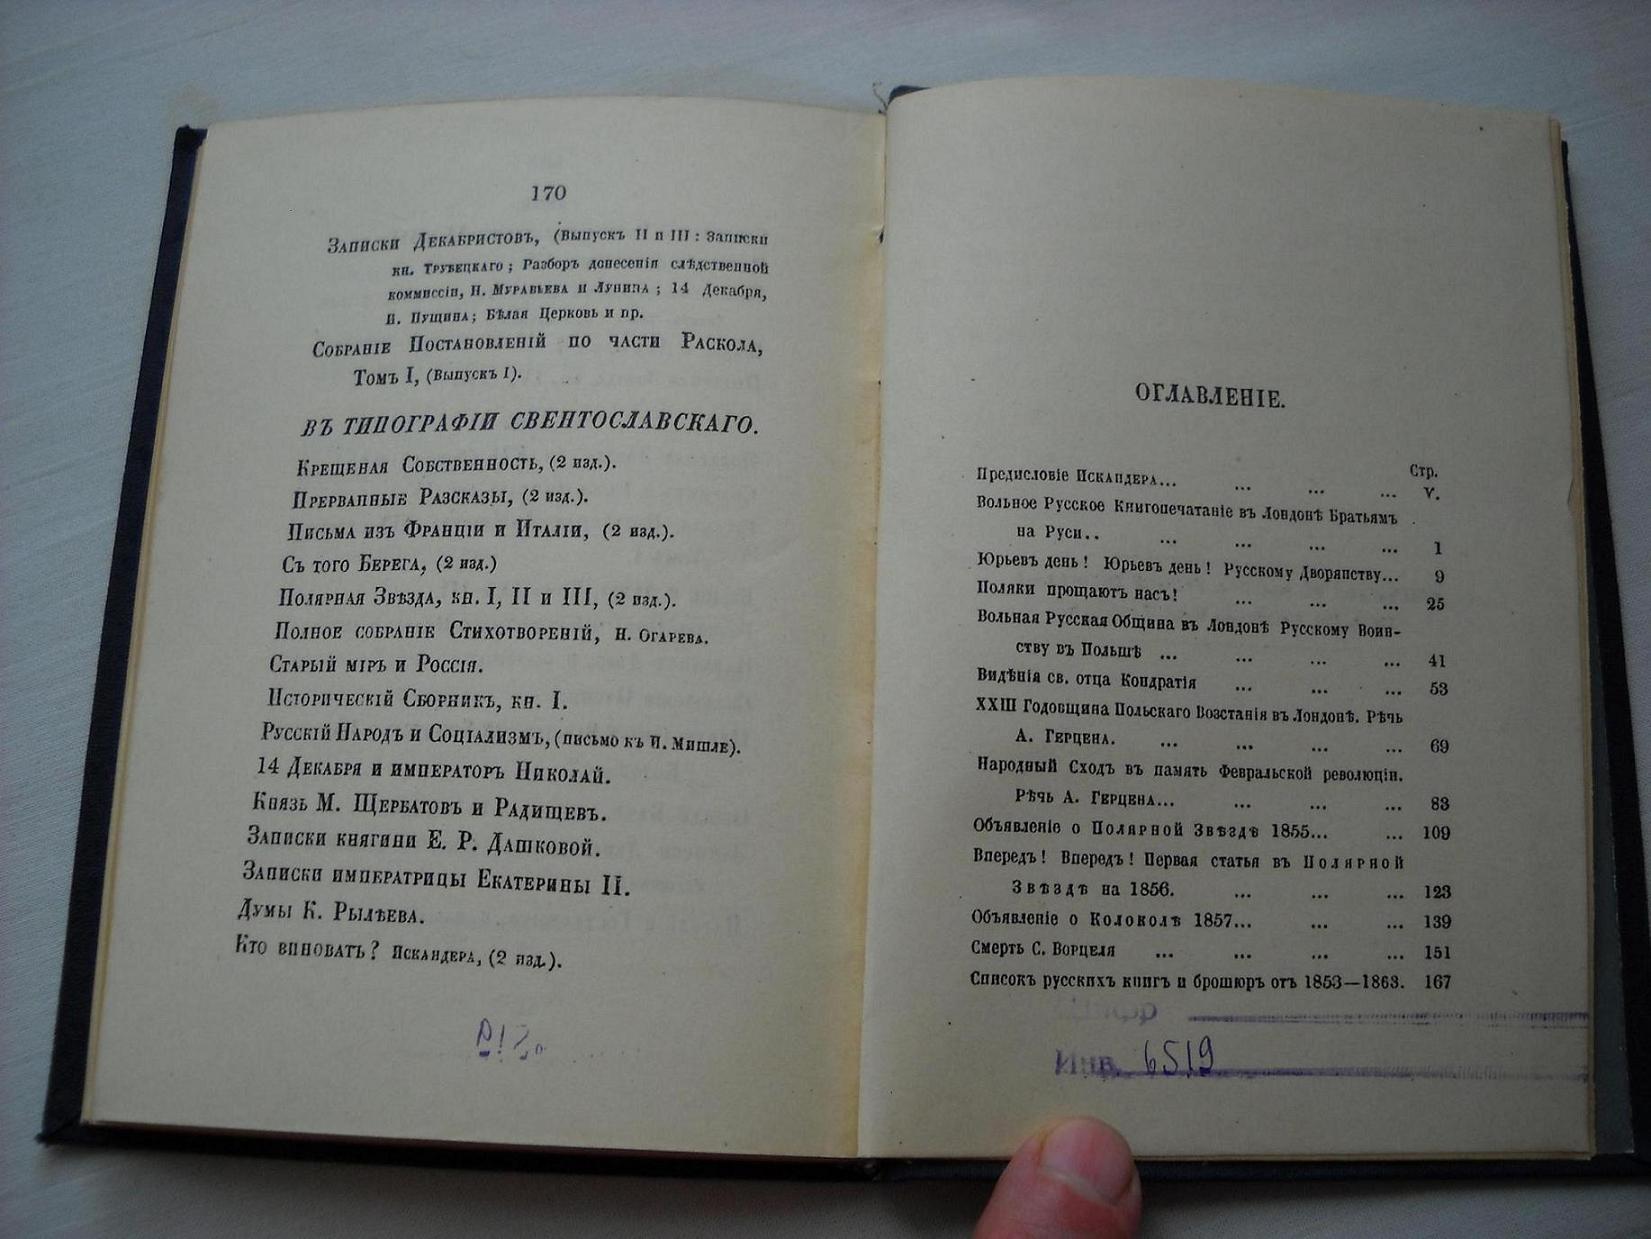 170
Записки Декабристовъ, (Выпускъ II и III : Записки
кн. Трубецкаго ; Разборъ донесенія слѣдственной
коммиссіи, Н. Муравьева и Лунина ; 14 Декабря,
И. Пущина ; Бѣлая Церковь и пр.
Собраніе Постановленій по части Раскола,
Томъ I, (Выпускъ I).
ВЪ ТИПОГРАФІИ СВЕНТОСЛАВСКАГО.
Крещеная Собственность, (2 изд.).
Прерванные Разсказы, (2 изд.).
Письма изъ Франціи и Италіи, (2 изд.).
Съ того Берега, (2 изд.)
Полярная Звѣзда, кн. I, II и III, (2 изд.).
Полное собраніе Стихотвореній, Н. Огарева.
Старый міръ и Россія.
Историческій Сборникъ, кн. I.
Русскій Народъ и Соціализмъ, (письмо къ И. Мишле).
14 Декабря и императоръ Николай.
Князь М. Щербатовъ и Радищевъ.
Записки княгини Е. Р. Дашковой.
Записки императрицы Екатерины II.
Думы К. Рылѣева.
Кто виноватъ? Искандера, (2 изд.).
ОГЛАВЛЕНІЕ.
Стр.
Предисловіе Искандера... ... ... ... V.
Вольное Русское Книгопечатаніе въ Лондонѣ Братьямъ
на Руси.. ... ... ... ... 1
Юрьевъ день! Юрьевъ день! Русскому Дворянству... 9
Поляки прощаютъ насъ! ... ... ... 25
Вольная Русская Община въ Лондонѣ Русскому Воин-
ству въ Польшѣ ... ... ... ... 41
Видѣнія св. отца Кондратія ... ... ... 53
XXIII Годовщина Польскаго Возстанія въ Лондонѣ. Рѣчь
А. Герцена. ... ... ... ... 69
Народный Сходъ въ память Февральской революціи.
Рѣчь А. Герцена... ... ... ... 83
Объявленіе о Полярной Звѣздѣ 1855... ... 109
Впередъ! Впередъ! Первая статья въ Полярной
Звѣздѣ на 1856. ... ... ... 123
Объявленіе о Колоколѣ 1857... ... ... 139
Смерть С. Ворцеля ... ... ... ... 151
Списокъ русскихъ книгъ и брошюръ отъ 1853—1863. 167
Инв. 6519